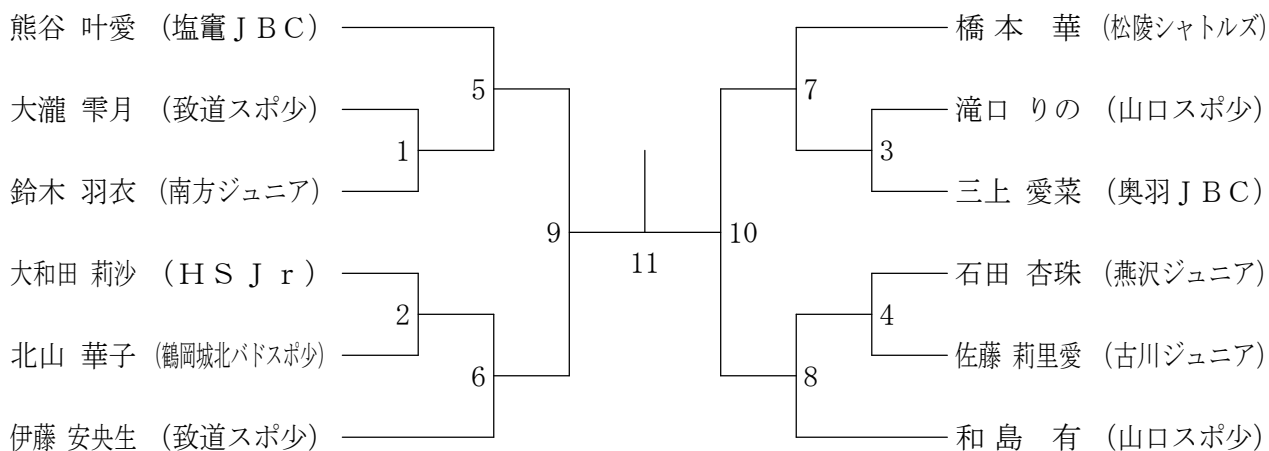 熊谷 叶愛 （塩竈ＪＢＣ）
大瀧 雫月 （致道スポ少）
鈴木 羽衣 （南方ジュニア）
大和田 莉沙 （ＨＳＪｒ）
北山 華子 （鶴岡城北バドスポ少）
伊藤 安央生 （致道スポ少）
5
1
9
2
6
11
7
3
10
4
8
橋本 華 （松陵シャトルズ）
滝口 りの （山口スポ少）
三上 愛菜 （奥羽ＪＢＣ）
石田 杏珠 （燕沢ジュニア）
佐藤 莉里愛 （古川ジュニア）
和島 有 （山口スポ少）